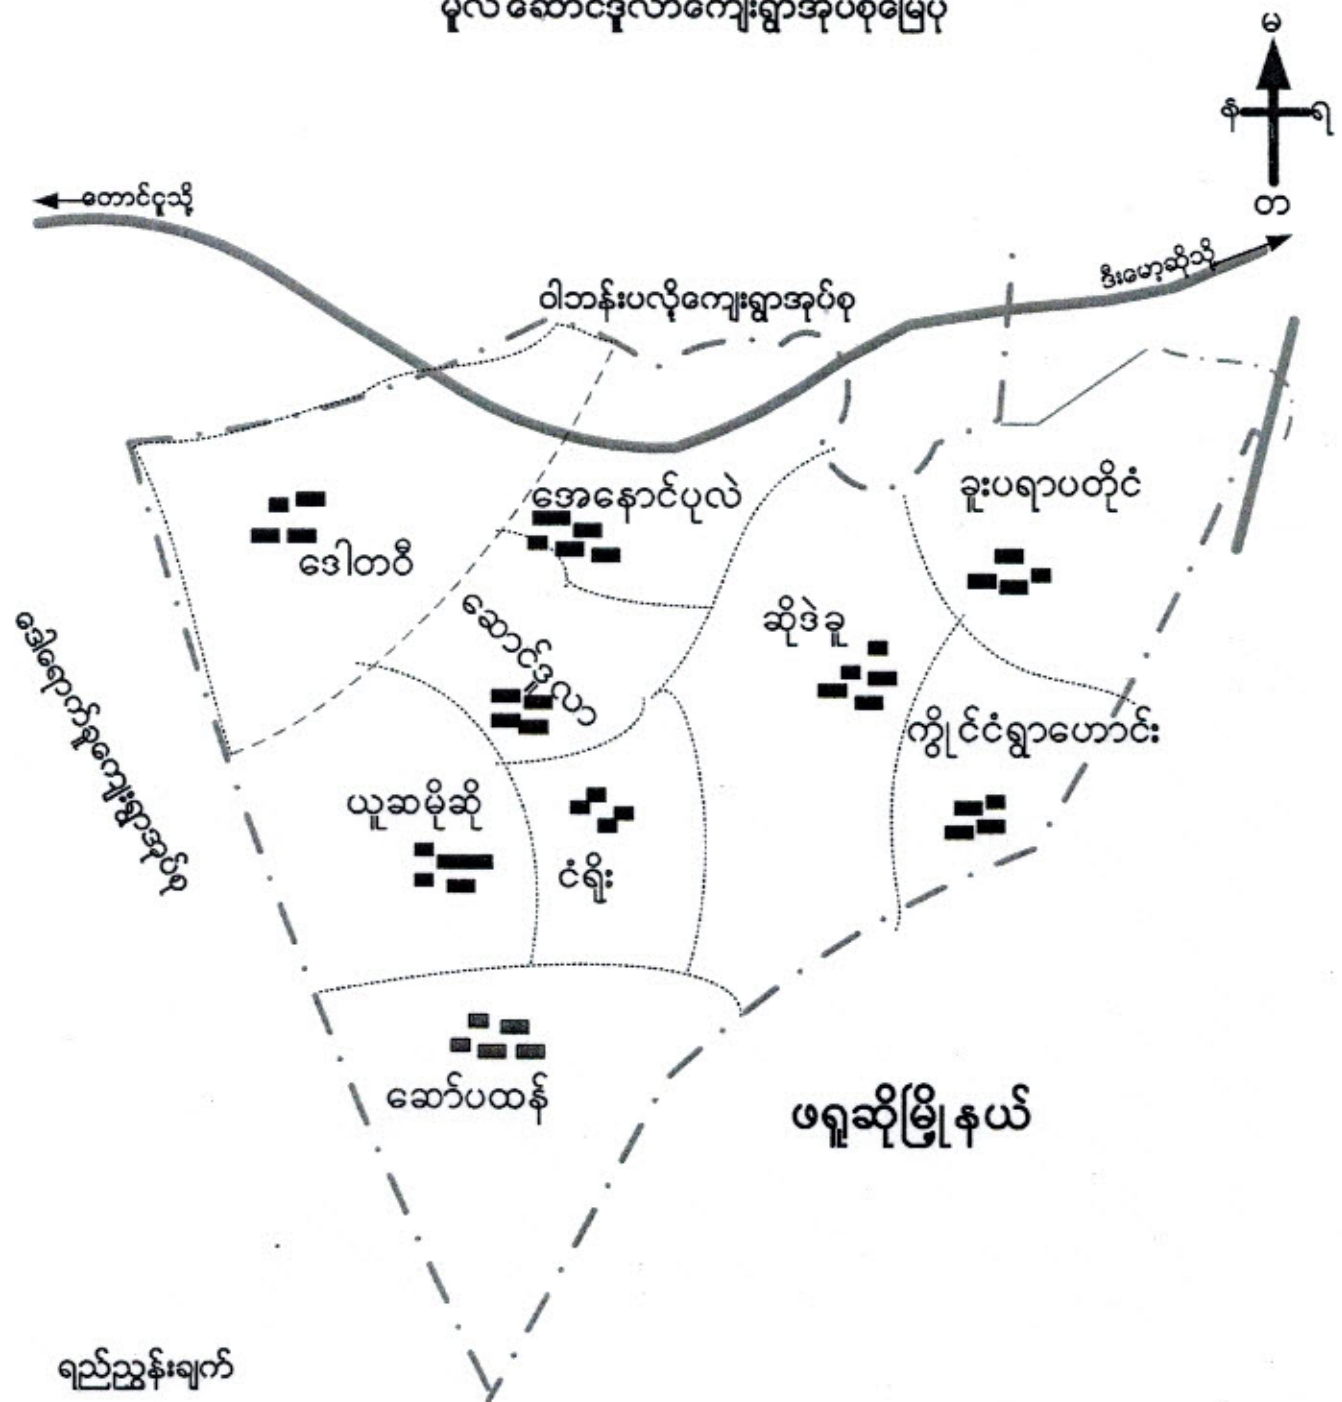 မူလ ဆောင်ဒူလာကျေးရွာအုပ်စုမြေပုံ
မ
န ရ
တ
တောင်ငူသို့
ဒီးမော့ဆိုသို့
ဝါဘန်းပလိုကျေးရွာအုပ်စု
အေနောင်ပုလဲ
ခူးပရာပတိုင်
ဒေါတဝီ
ဆောင်ဒူလာ
ဆိုဒဲခူ
ဒေါရောက်ခူကျေးရွာအုပ်စု
ကွိုင်ငံရွာဟောင်း
ယူဆမိုဆို
ငံရိုး
ဆော်ပထန်
ဖရူဆိုမြို့နယ်
ရည်ညွှန်းချက်